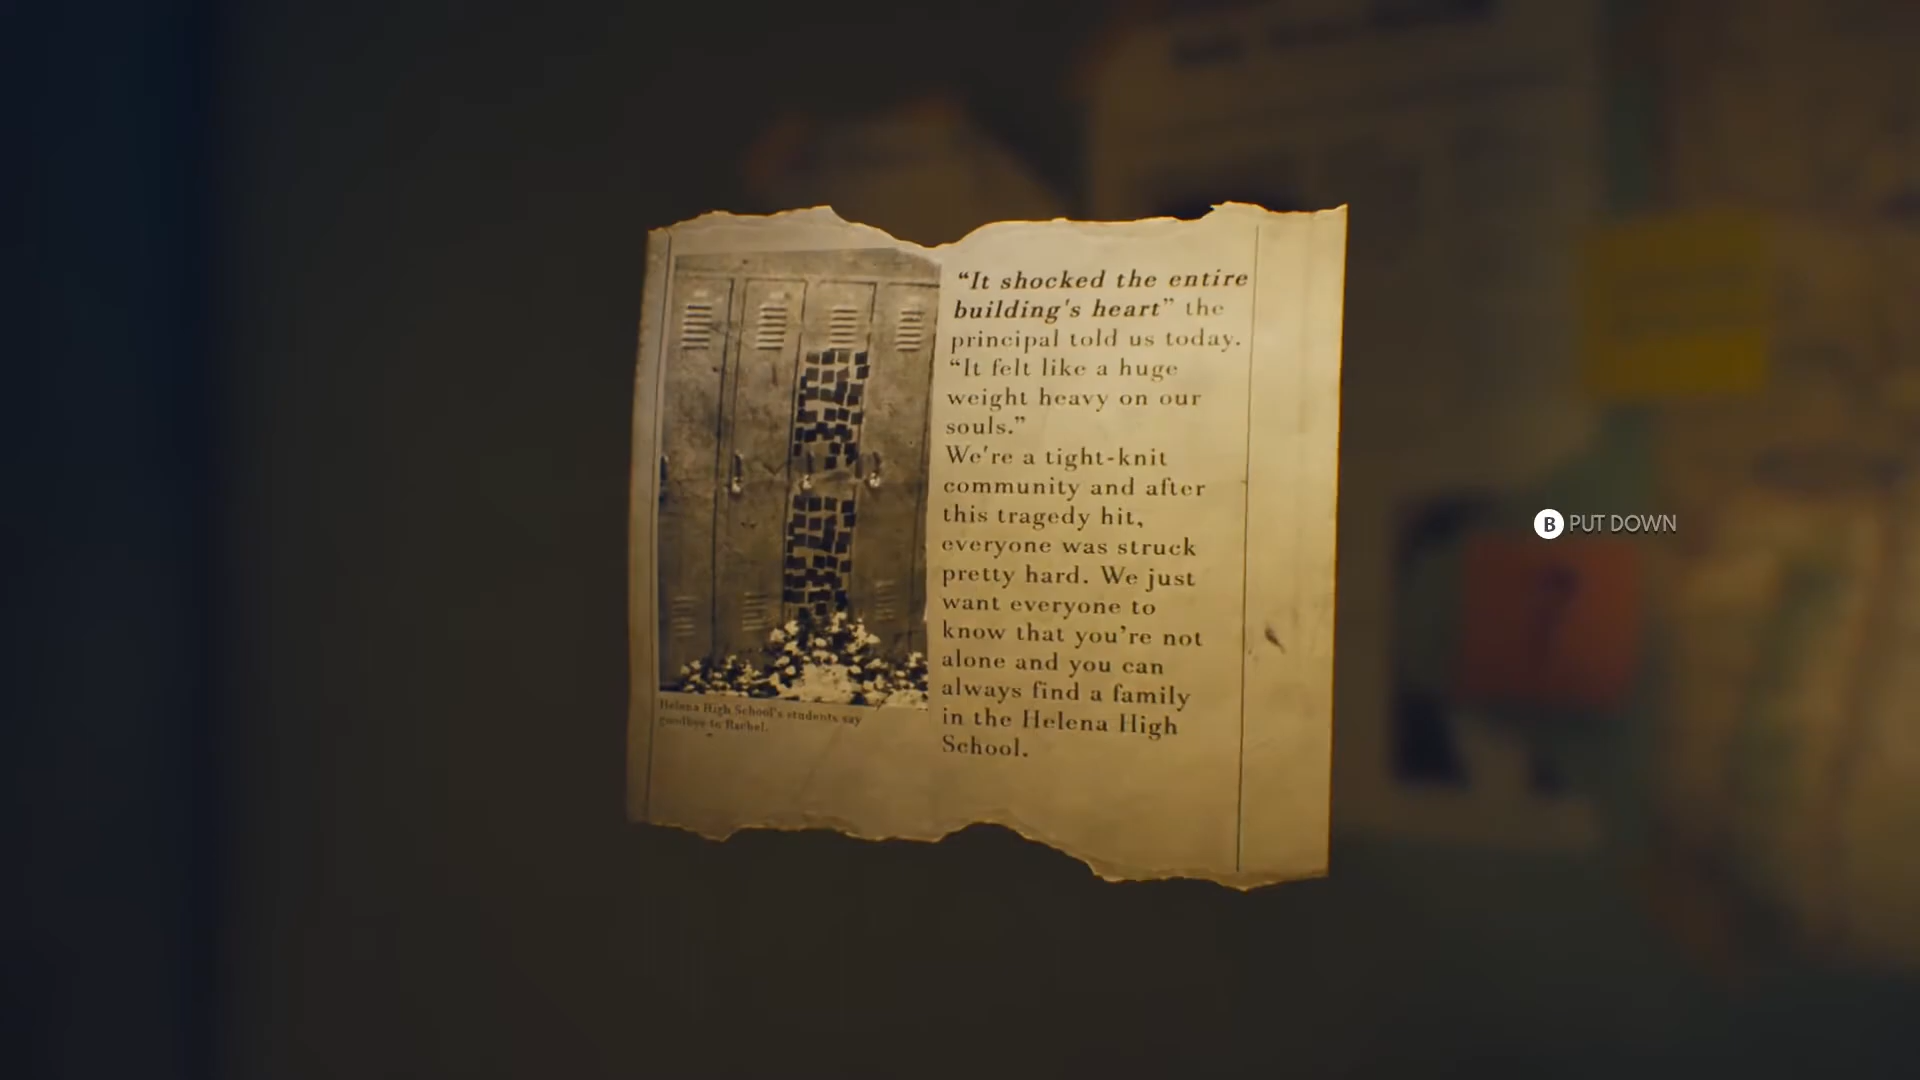 “It shocked the entire
building's heart” the
principal told us today.
“It felt like a huge
weight heavy on our
souls.”
We're a tight-knit
community and after
this tragedy hit,
everyone was struck
pretty hard. We just
want everyone to
know that you’re not
alone and you can
always find a family
in the Helena High
School.
Helena High School's students say
goodbye to Rachel.
B PUT DOWN